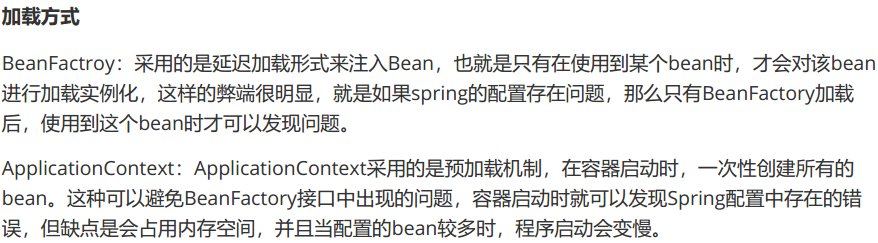 加载方式
BeanFactroy：采用的是延迟加载形式来注入Bean，也就是只有在使用到某个bean时，才会对该bean
进行加载实例化，这样的弊端很明显，就是如果spring的配置存在问题，那么只有BeanFactory加载
后，使用到这个bean时才可以发现问题。
ApplicationContext：ApplicationContext采用的是预加载机制，在容器启动时，一次性创建所有的
bean。这种可以避免BeanFactory接口中出现的问题，容器启动时就可以发现Spring配置中存在的错
误，但缺点是会占用内存空间，并且当配置的bean较多时，程序启动会变慢。